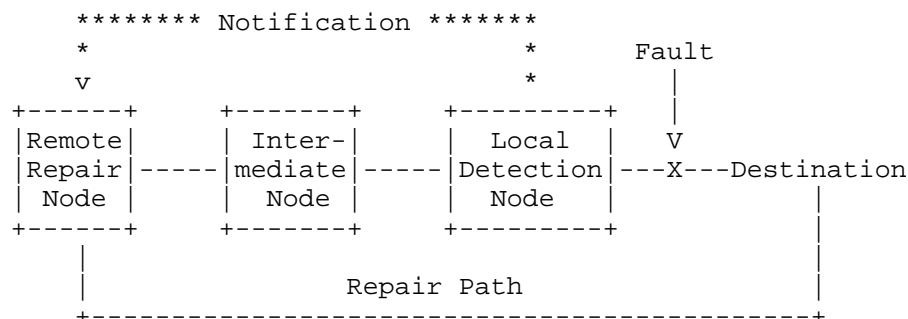 ******** Notification *******
* * Fault
v * |
+------+ +-------+ +---------+ |
|Remote| | Inter-| | Local | V
|Repair|-----|mediate|-----|Detection|---X---Destination
| Node | | Node | | Node | |
+------+ +-------+ +---------+ |
| |
| Repair Path |
+-----------------------------------------------+